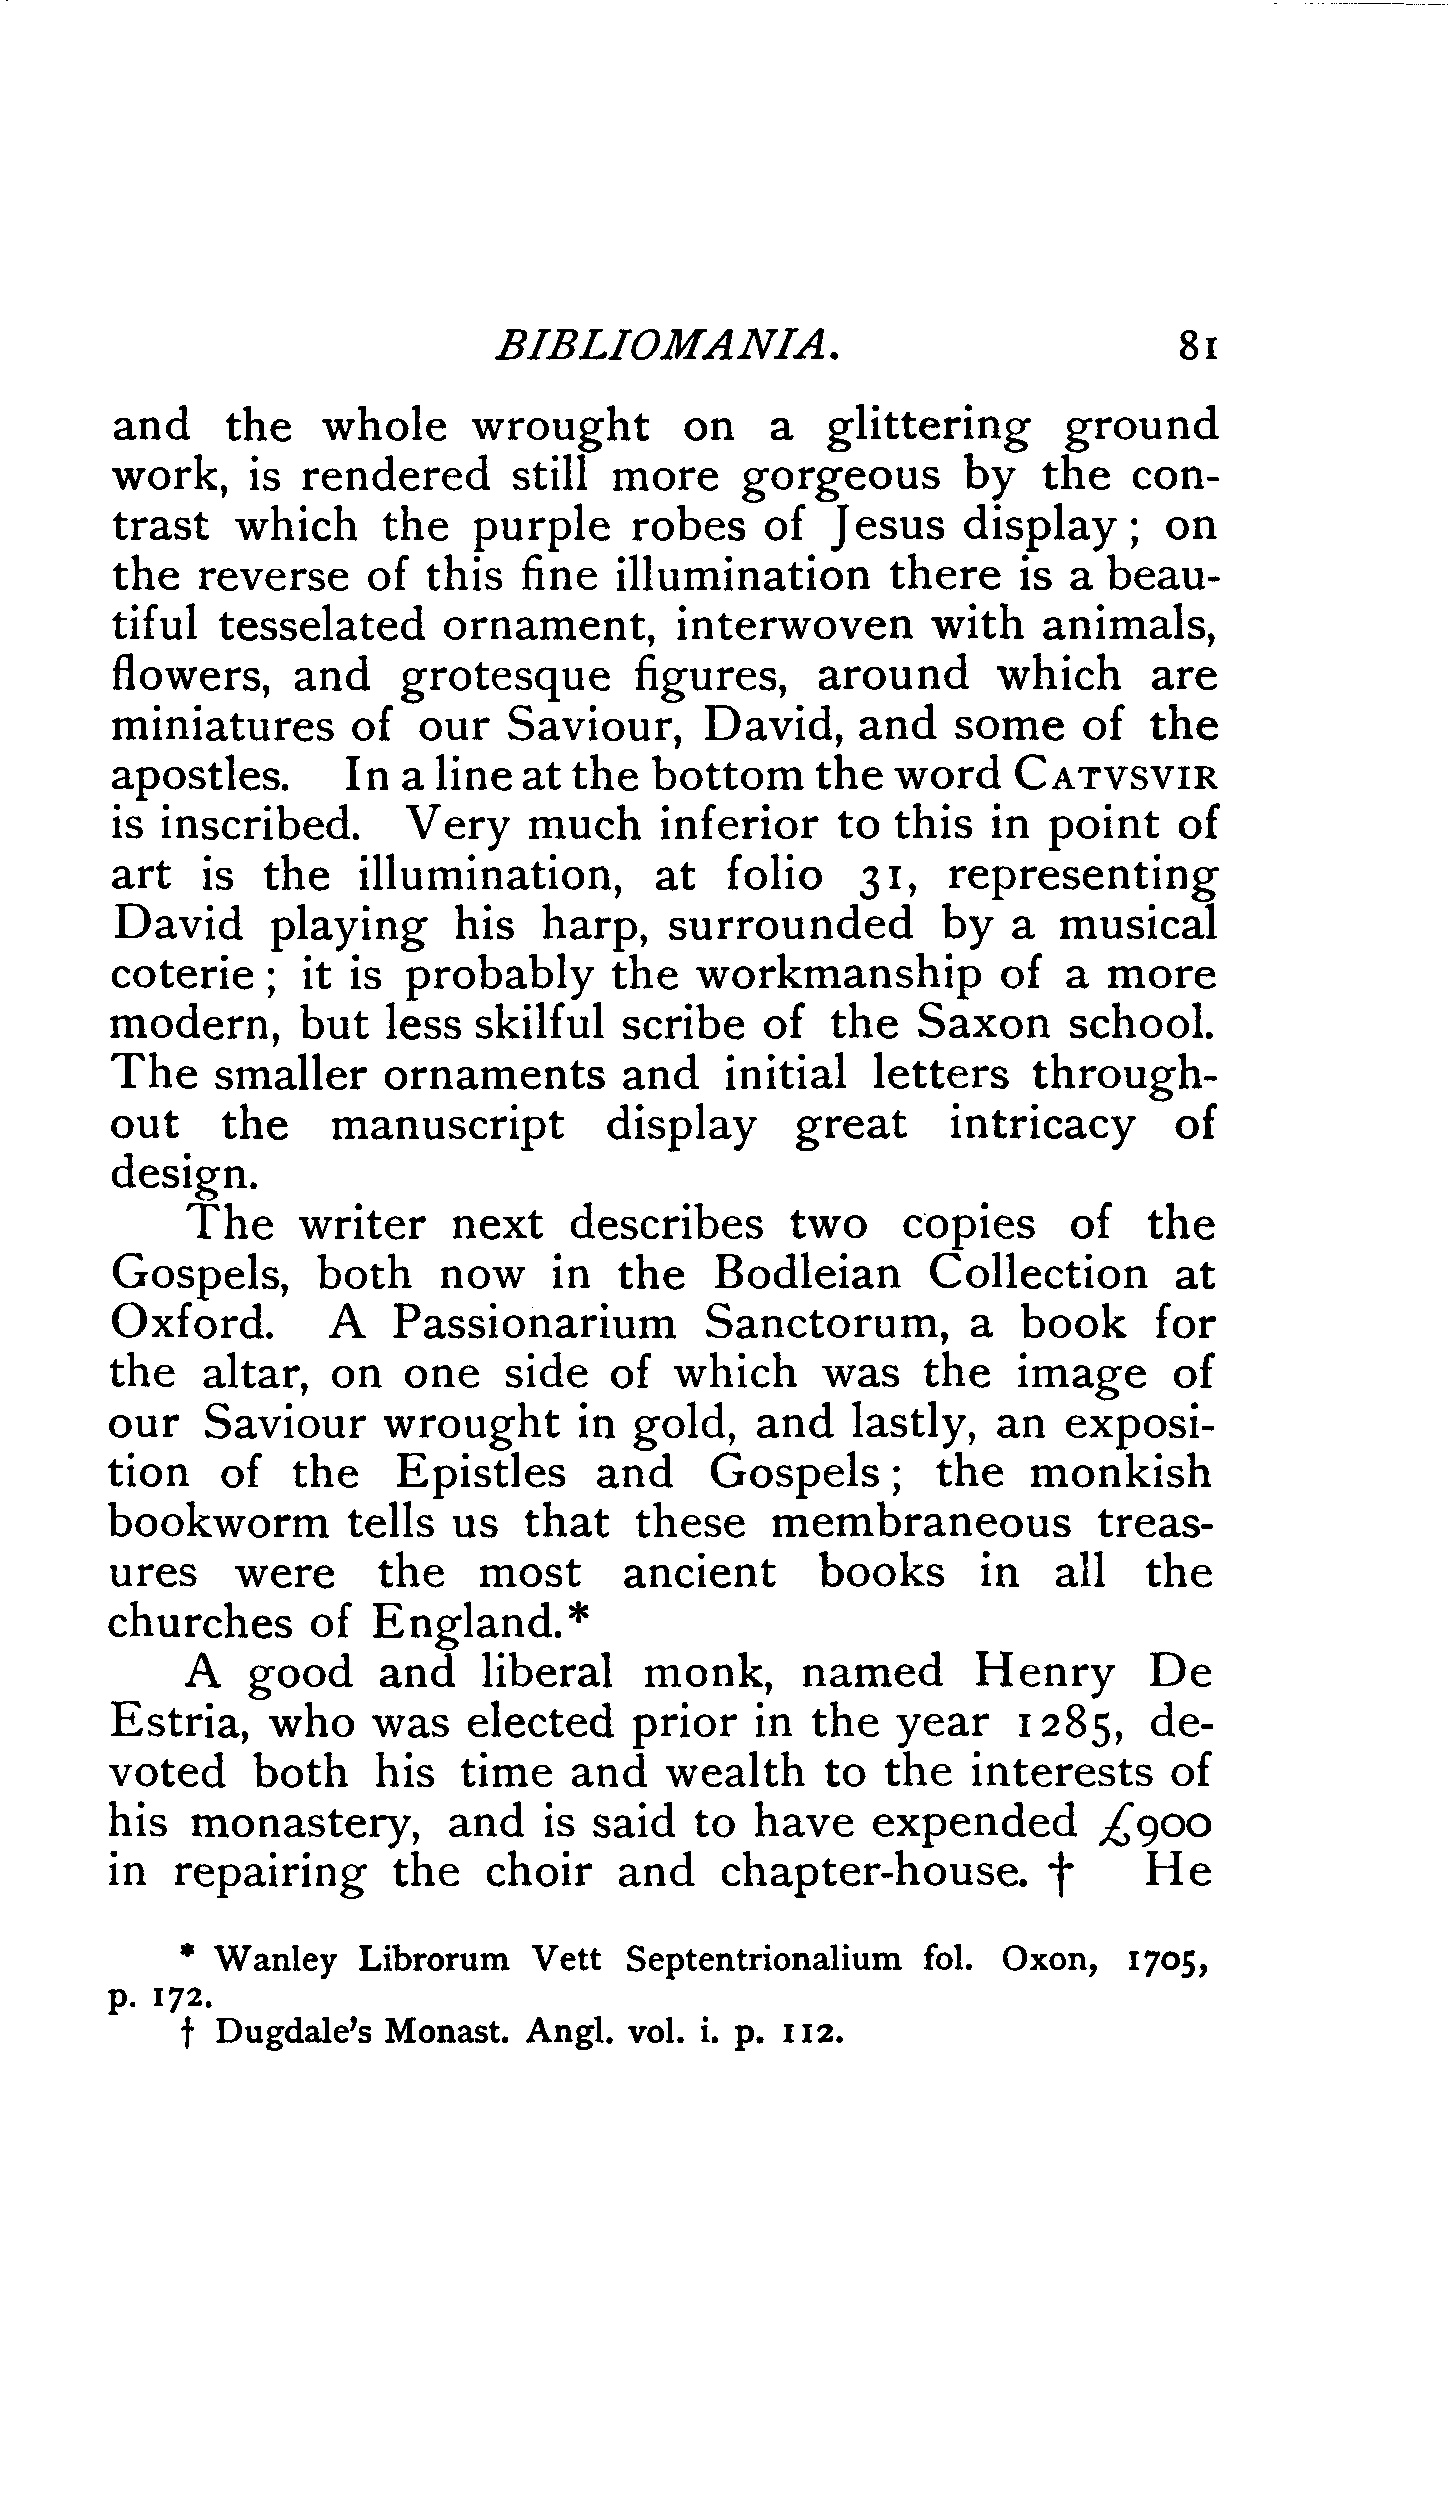 BIBLIOMANIA. 81
and the whole wrought on a glittering ground
work, is rendered still more gorgeous by the con-
trast which the purple robes of Jesus display ; on
the reverse of this fine illumination there is a beau-
tiful tesselated ornament, interwoven with animals,
flowers, and grotesque figures, around which are
miniatures of our Saviour, David, and some of the
apostles. In a line at the bottom the word CATVSVIR
is inscribed. Very much inferior to this in point of
art is the illumination, at folio 31, representing
David playing his harp, surrounded by a musical
coterie ; it is probably the workmanship of a more
modern, but less skilful scribe of the Saxon school.
The smaller ornaments and initial letters through-
out the manuscript display great intricacy of
design.
The writer next describes two copies of the
Gospels, both now in the Bodleian Collection at
Oxford. A Passionarium Sanctorum, a book for
the altar, on one side of which was the image of
our Saviour wrought in gold, and lastly, an exposi-
tion of the Epistles and Gospels ; the monkish
bookworm tells us that these membraneous treas-
ures were the most ancient books in all the
churches of England.*
A good and liberal monk, named Henry De
Estria, who was elected prior in the year 1285, de-
voted both his time and wealth to the interests of
his monastery, and is said to have expended £900
in repairing the choir and chapter-house. † He
* Wanley Librorum Vett Septentrionalium fol. Oxon, 1705,
p. 172.
† Dugdale's Monast. Angl. vol. i. p. 112.